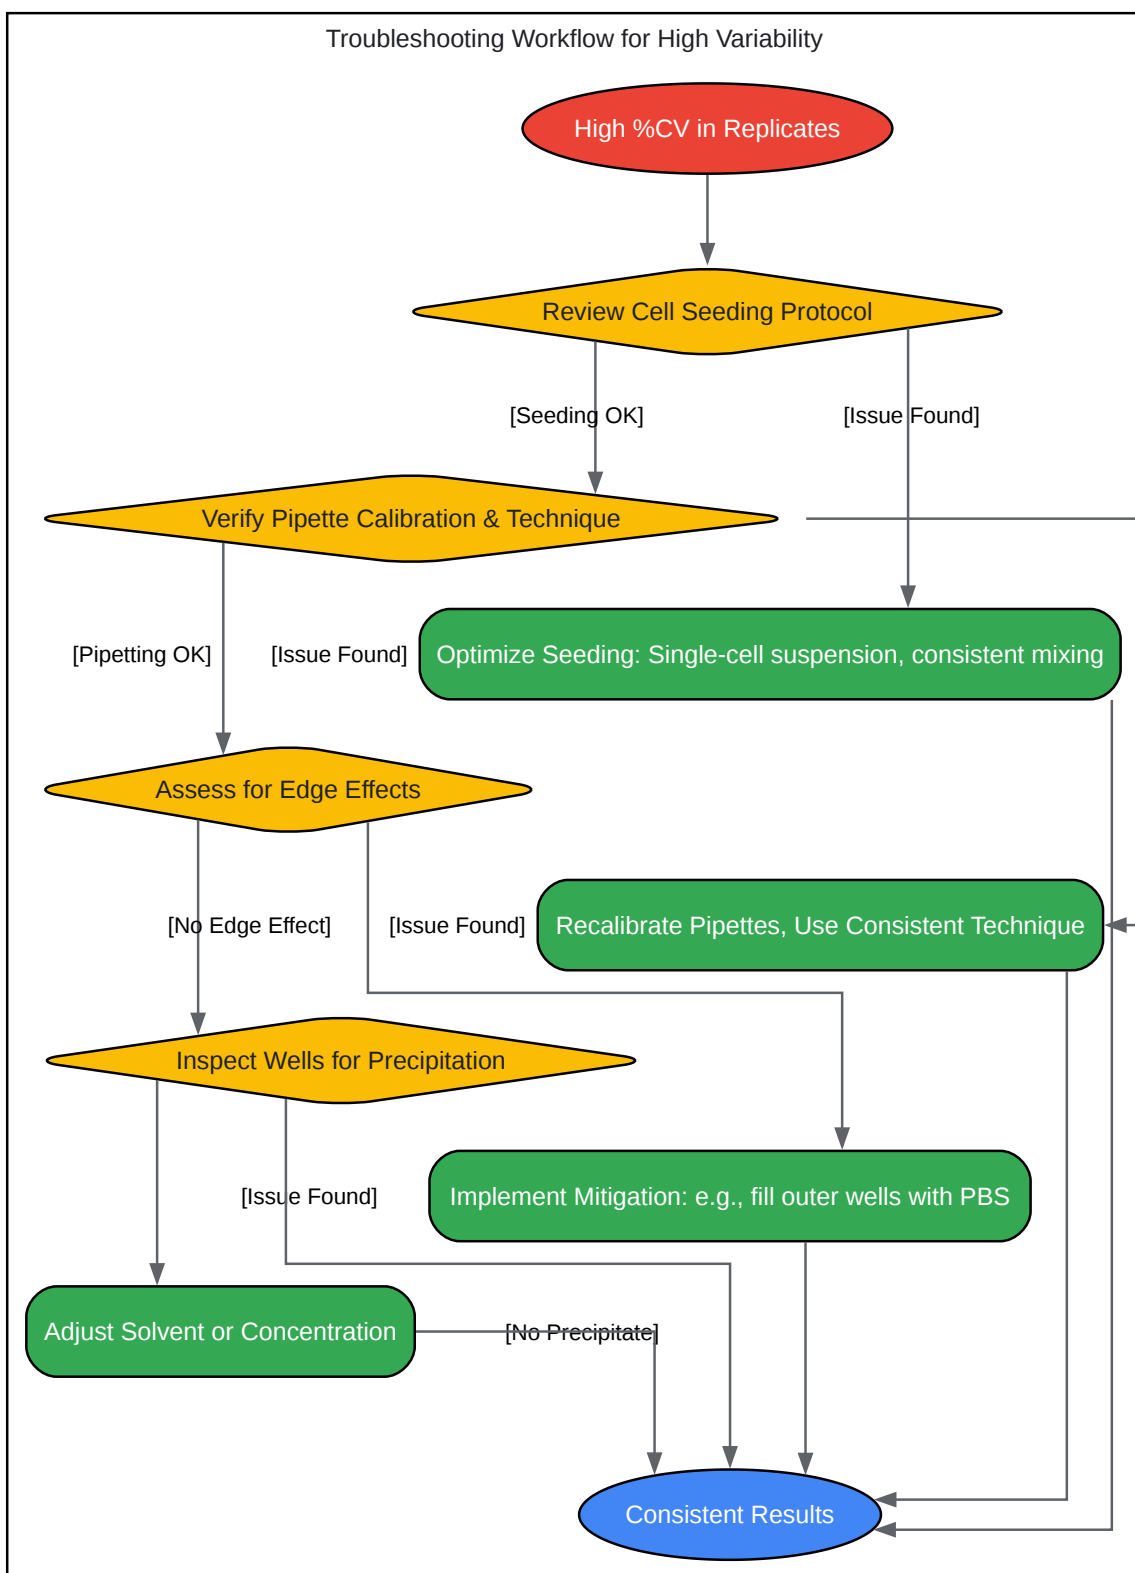 Troubleshooting Workflow for High Variability
High %CV in Replicates
Review Cell Seeding Protocol
[Seeding OK]
[Issue Found]
Verify Pipette Calibration & Technique
[Pipetting OK]
[Issue Found]
Optimize Seeding: Single-cell suspension, consistent mixing
Assess for Edge Effects
[No Edge Effect]
[Issue Found]
Recalibrate Pipettes, Use Consistent Technique
Inspect Wells for Precipitation
[Issue Found]
Implement Mitigation: e.g., fill outer wells with PBS
Adjust Solvent or Concentration
[No Precipitate]
Consistent Results